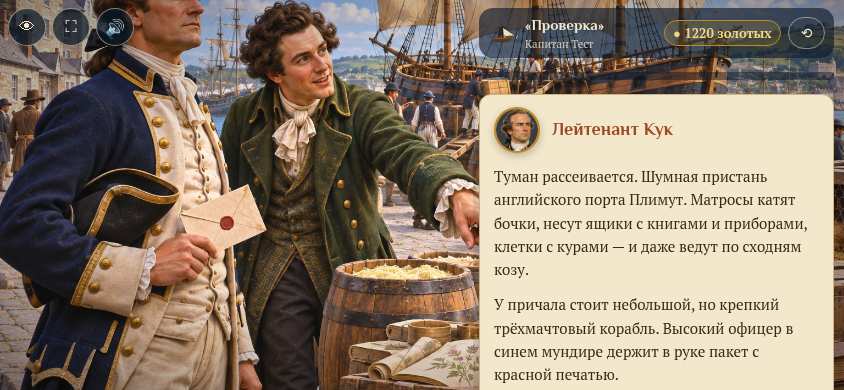 «Проверка»
Капитан Тест
1220 золотых
Лейтенант Кук
Туман рассеивается. Шумная пристань
английского порта Плимут. Матросы катят
бочки, несут ящики с книгами и приборами,
клетки с курами — и даже ведут по сходням
козу.
У причала стоит небольшой, но крепкий
трёхмачтовый корабль. Высокий офицер в
синем мундире держит в руке пакет с
красной печатью.